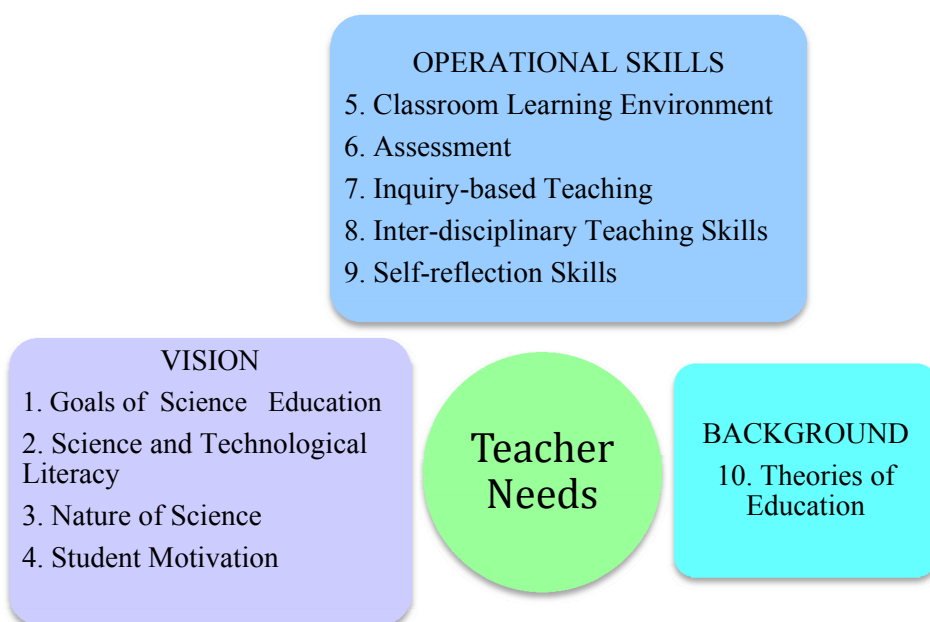 OPERATIONAL SKILLS
5. Classroom Learning Environment
6. Assessment
7. Inquiry-based Teaching
8. Inter-disciplinary Teaching Skills
9. Self-reflection Skills
VISION
1. Goals of Science Education
2. Science and Technological
Literacy
3. Nature of Science
4. Student Motivation
Teacher
Needs
BACKGROUND
10. Theories of
Education